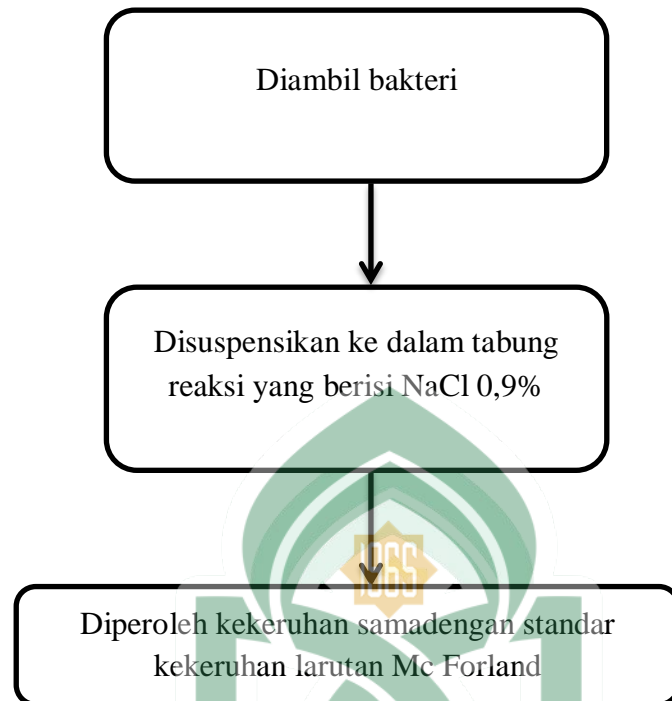 Diambil bakteri
Disuspensikan ke dalam tabung
reaksi yang berisi NaCl 0,9%
1965
Diperoleh kekeruhan samadengan standar
kekeruhan larutan Mc Forland